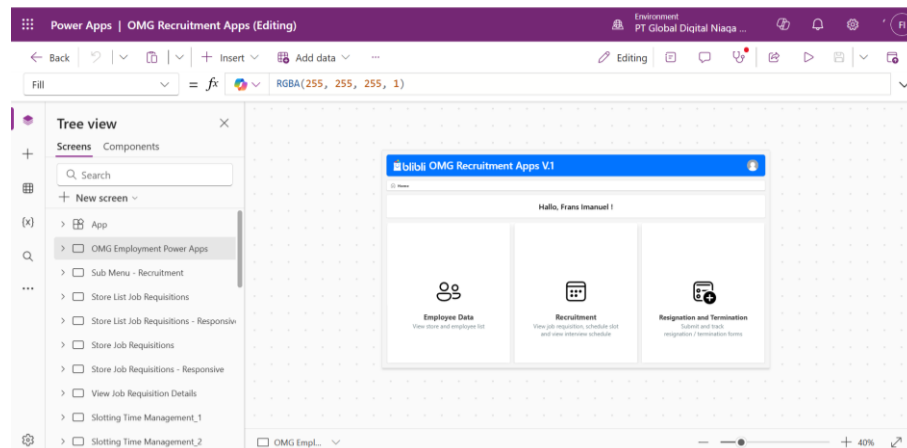 Power Apps | OMG Recruitment Apps (Editing)
Environment
PT Global Digital Niaga ...
FI
Back
Insert
Add data
...
Editing
Fill
= fx
RGBA(255, 255, 255, 1)
Tree view
Screens Components
Search
New screen
App
OMG Employment Power Apps
Sub Menu - Recruitment
Store List Job Requisitions
Store List Job Requisitions - Responsiv
Store Job Requisitions
Store Job Requisitions - Responsive
View Job Requisition Details
Slotting Time Management_1
Slotting Time Management_2
blibli OMG Recruitment Apps V.1
Home
Hallo, Frans Imanuel !
Employee Data
View store and employee list
Recruitment
View job requisition, schedule slot
and view interview schedule
Resignation and Termination
Submit and track
resignation / termination forms
OMG Empl...
40%